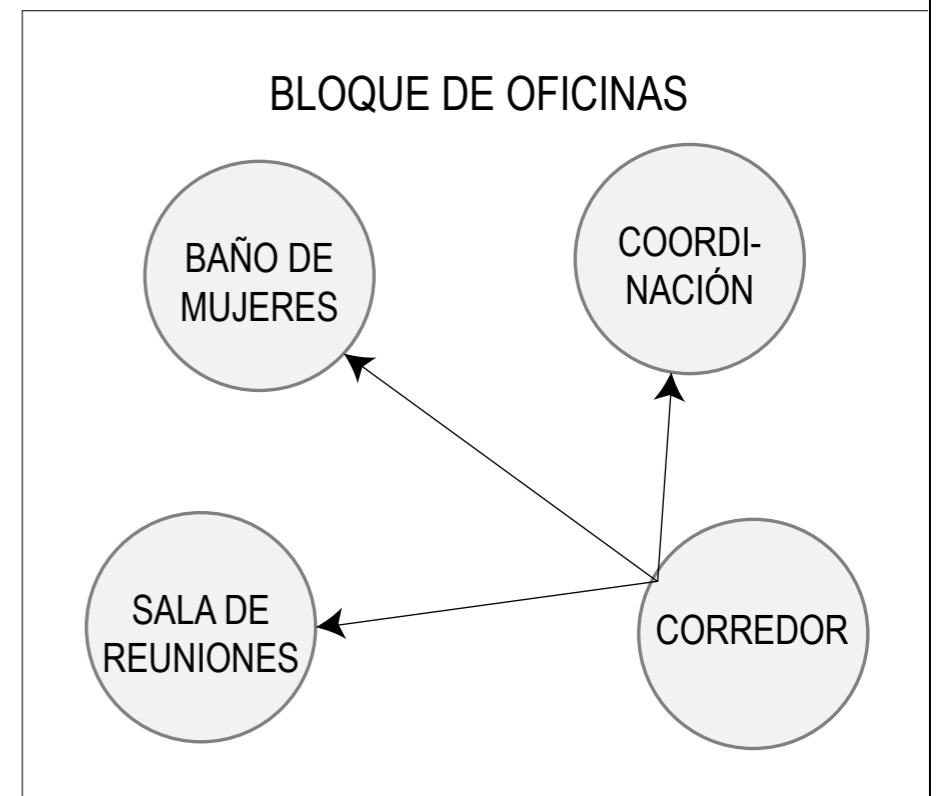 BLOQUE DE OFICINAS
BAÑO DE
MUJERES
COORDI-
NACIÓN
SALA DE
REUNIONES
CORREDOR